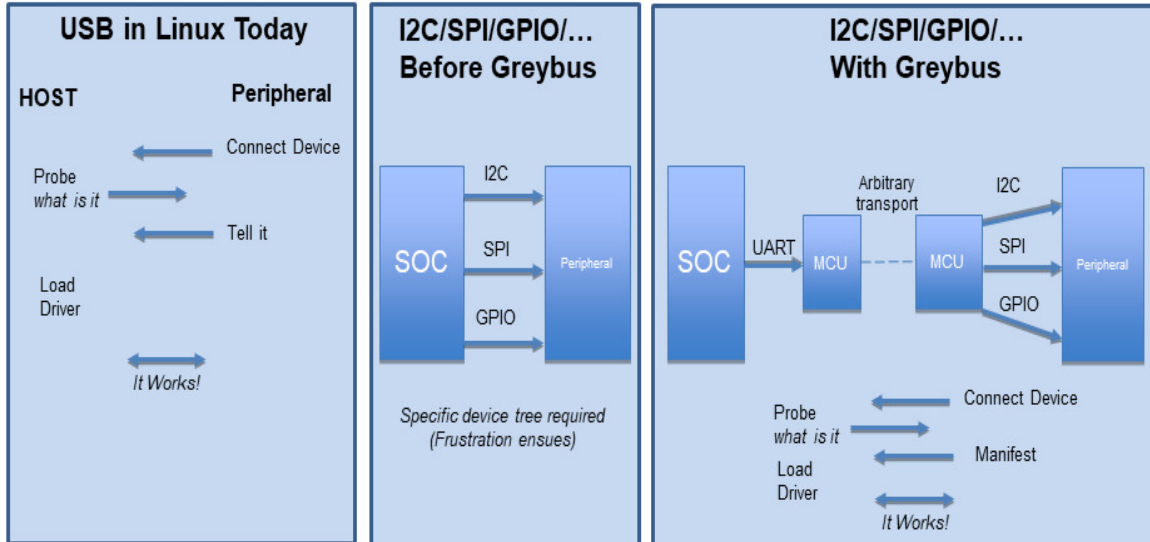 USB in Linux Today
HOST
Peripheral
Connect Device
Probe
what is it
Tell it
Load
Driver
It Works!
I2C/SPI/GPIO/…
Before Greybus
SOC
I2C
SPI
GPIO
Peripheral
Specific device tree required
(Frustration ensues)
I2C/SPI/GPIO/…
With Greybus
SOC
UART
MCU
Arbitrary
transport
MCU
I2C
SPI
GPIO
Peripheral
Connect Device
Probe
what is it
Manifest
Load
Driver
It Works!